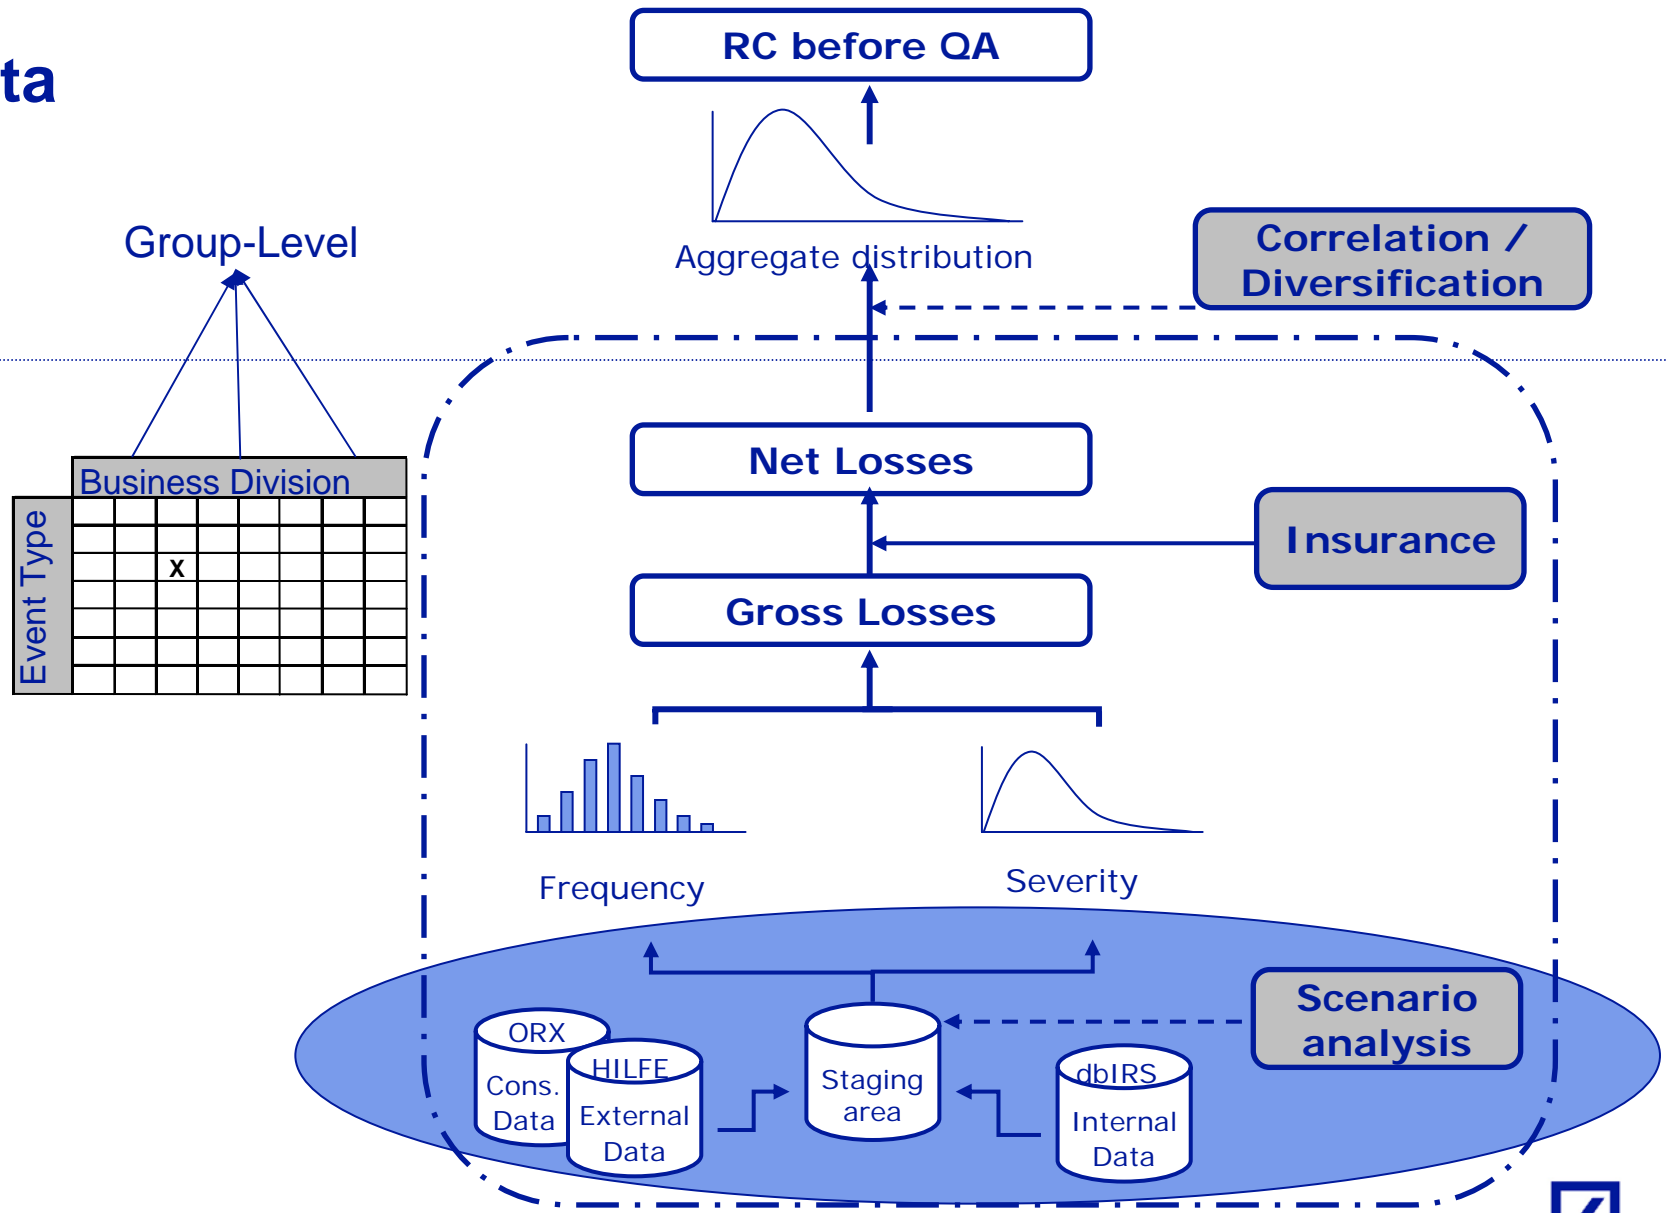 ta
RC before QA
Aggregate distribution
Group-Level
Correlation /
Diversification
Business Division
Event Type
X
Net Losses
Insurance
Gross Losses
Frequency
Severity
Scenario
analysis
ORX
Cons.
Data
HILFE
External
Data
Staging
area
dbIRS
Internal
Data